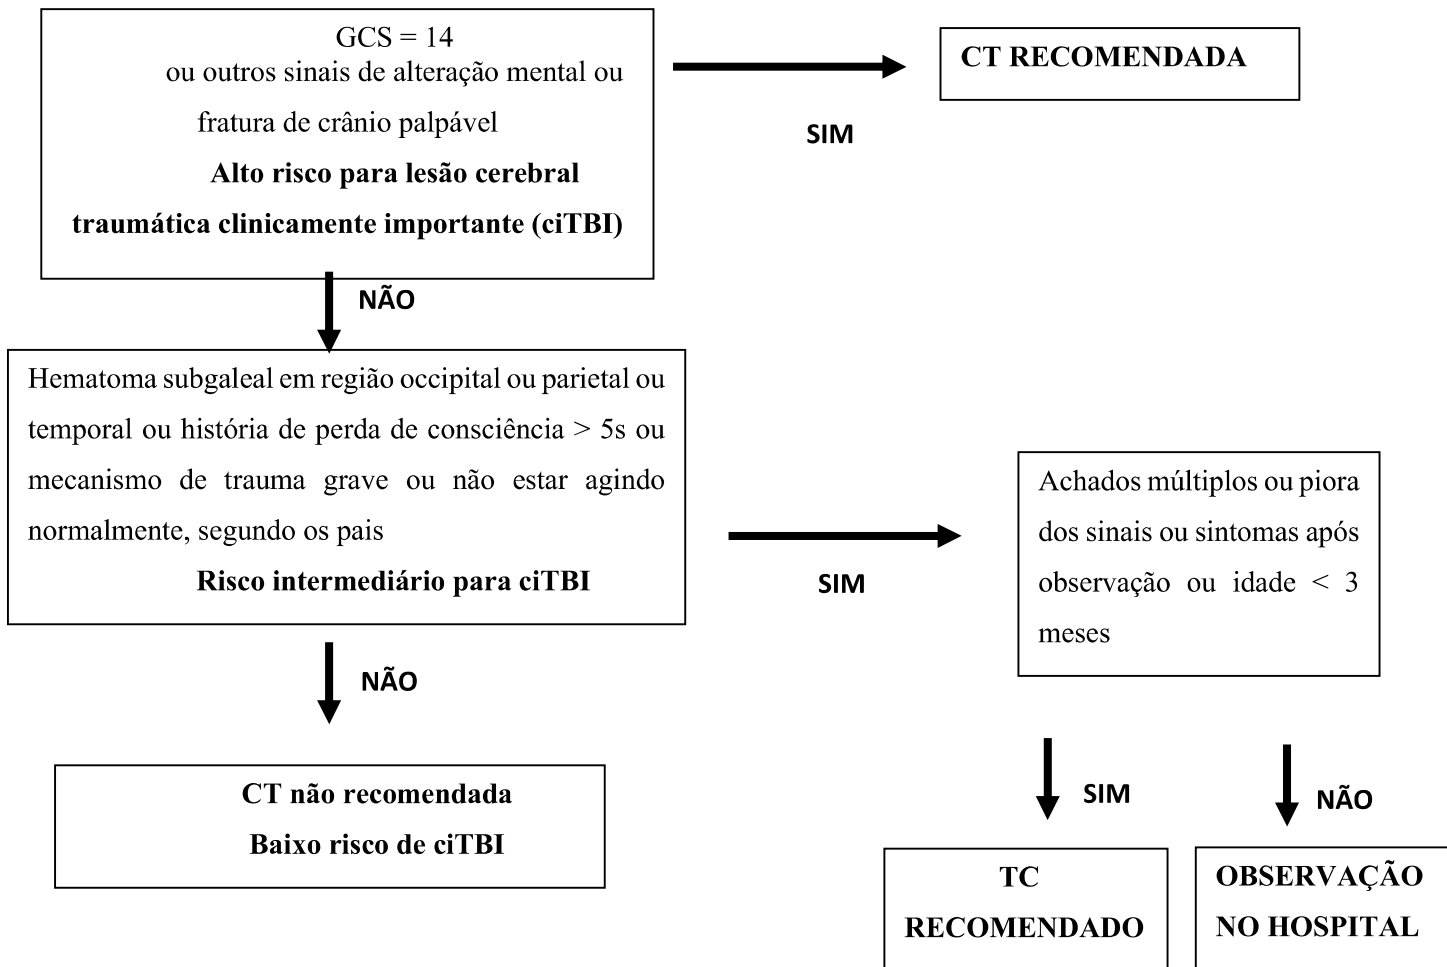 GCS = 14
ou outros sinais de alteração mental ou
fratura de crânio palpável
Alto risco para lesão cerebral
traumática clinicamente importante (ciTBI)
SIM
CT RECOMENDADA
NÃO
Hematoma subgaleal em região occipital ou parietal ou
temporal ou história de perda de consciência > 5s ou
mecanismo de trauma grave ou não estar agindo
normalmente, segundo os pais
Risco intermediário para ciTBI
SIM
Achados múltiplos ou piora
dos sinais ou sintomas após
observação ou idade < 3
meses
NÃO
CT não recomendada
Baixo risco de ciTBI
SIM
NÃO
TC
RECOMENDADO
OBSERVAÇÃO
NO HOSPITAL